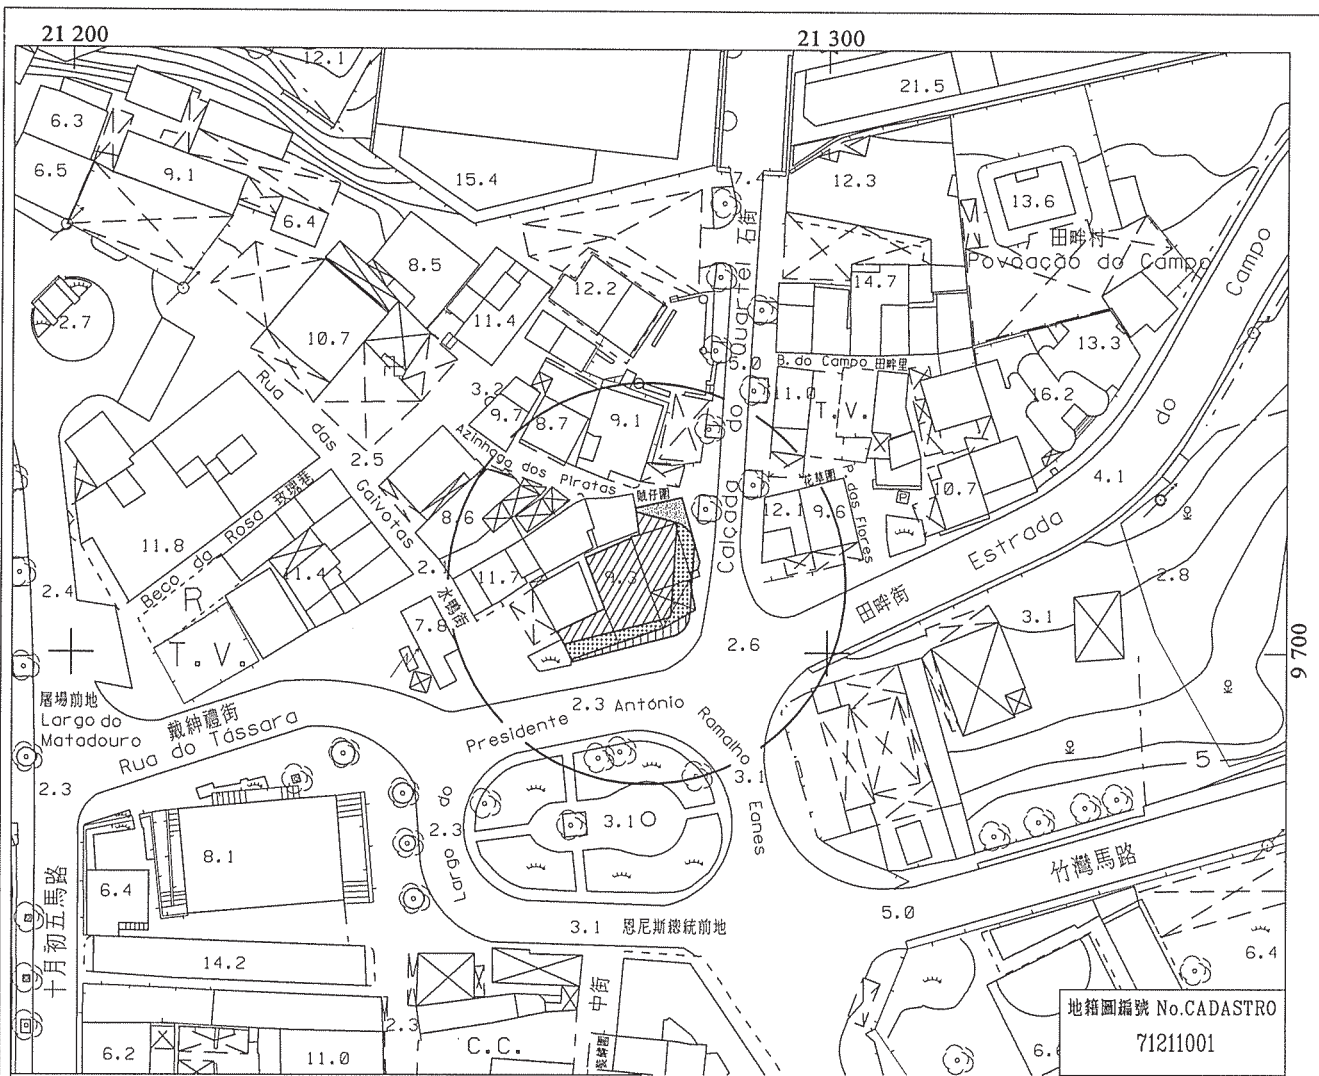 21 200
21 300
12.1
21.5
6.3
6.5
9.1
15.4
7.4
12.3
13.6
6.4
石街
田畔村
Povoação do Campo
8.5
12.2
14.7
Campo
2.7
11.4
10.7
13.3
Calçada do Quartel
5.0
B. do Campo 田畔里
3.2
9.7
8.7
9.1
11.0
T.V.
16.2
do
Rua das Gaivotas
2.5
Azinhaga dos Piratas
4.1
玫瑰巷
Beco da Rosa
8.6
花草圍
P. das Flores
12.1
9.6
10.7
P
11.8
Estrada
11.4
2.1
11.7
9.3
2.4
R
水鴨街
田畔街
2.8
7.8
3.1
T.V.
2.6
9 700
屠場前地
Largo do
Matadouro
戴紳禮街
Rua do Tássara
2.3
António
Presidente
Ramalho
Eanes
2.3
3.1
5
do
2.3
3.1
Largo
8.1
竹灣馬路
6.4
十月初五馬路
5.0
3.1
恩尼斯總統前地
14.2
6.4
中街
2.3
6.2
11.0
C.C.
地籍圖編號 No.CADASTRO
71211001